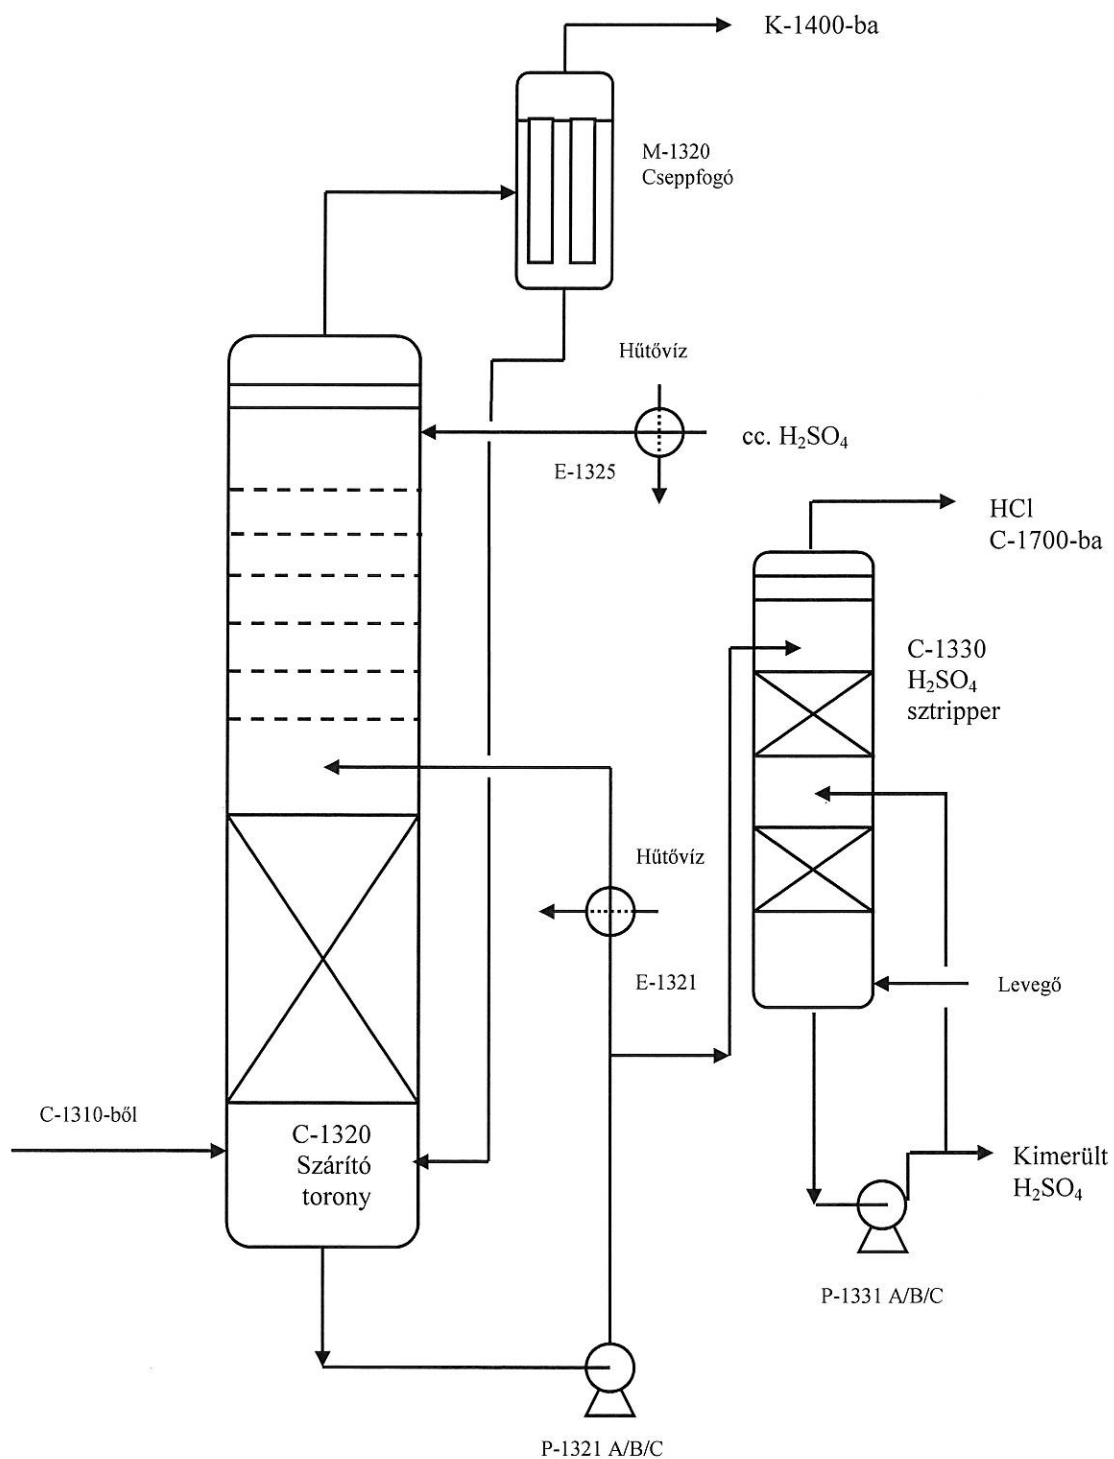 K-1400-ba
M-1320
Cseppfogó
Hűtővíz
cc. H₂SO₄
E-1325
HCl
C-1700-ba
C-1330
H₂SO₄
sztripper
Hűtővíz
E-1321
Levegő
C-1310-ből
C-1320
Szárító
torony
Kimerült
H₂SO₄
P-1331 A/B/C
P-1321 A/B/C